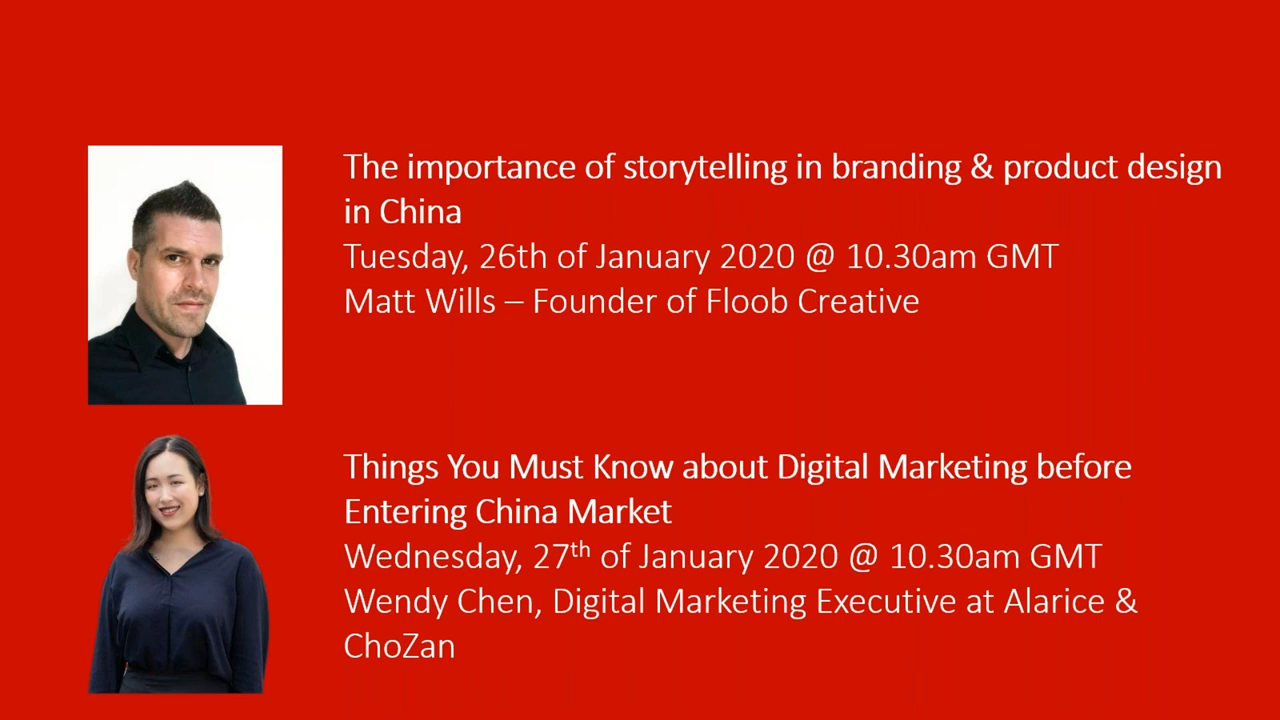 The importance of storytelling in branding & product design
in China
Tuesday, 26th of January 2020 @ 10.30am GMT
Matt Wills – Founder of Floob Creative
Things You Must Know about Digital Marketing before
Entering China Market
Wednesday, 27th of January 2020 @ 10.30am GMT
Wendy Chen, Digital Marketing Executive at Alarice &
ChoZan